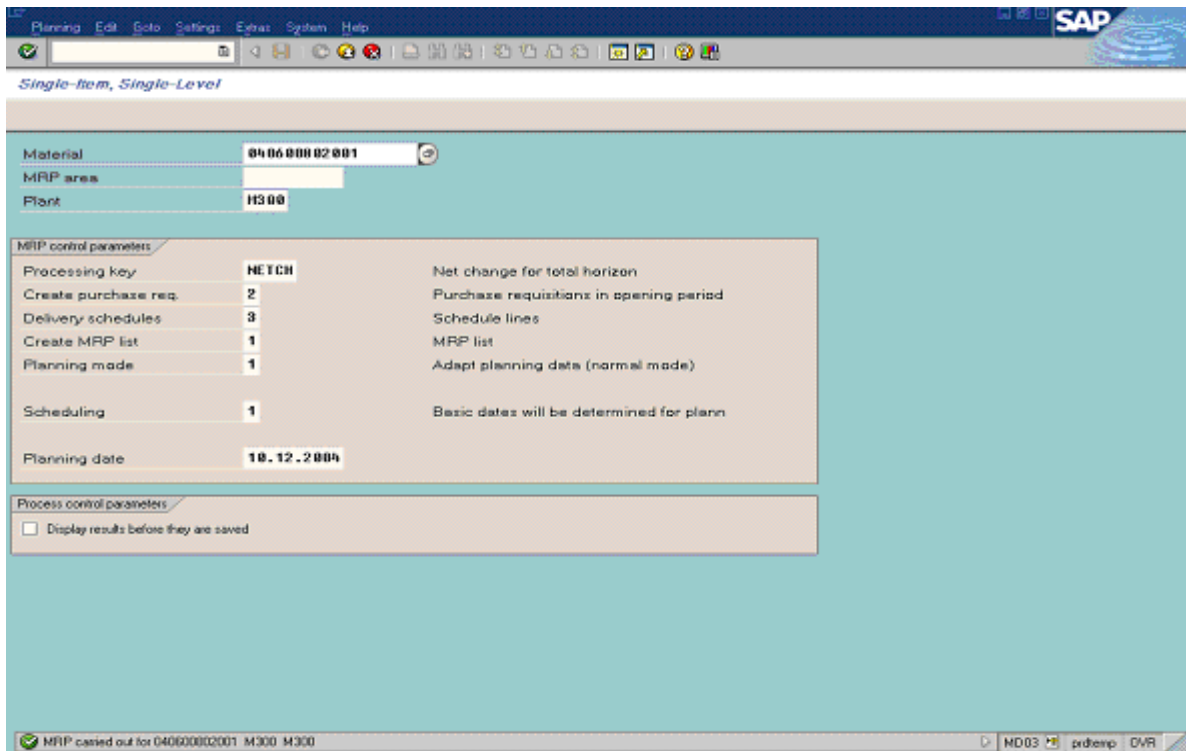 Planning Edit Goto Settings Extras System Help
SAP
Single-Item, Single-Level
Material 040600802001
MRP area
Plant M300
MRP control parameters
Processing key NETCH Net change for total horizon
Create purchase req. 2 Purchase requisitions in opening period
Delivery schedules 3 Schedule lines
Create MRP list 1 MRP list
Planning mode 1 Adapt planning data (normal mode)
Scheduling 1 Basic dates will be determined for plann
Planning date 10.12.2004
Process control parameters
Display results before they are saved
MRP carried out for 040600802001 M300 M300
MD03 prdtemp OVR